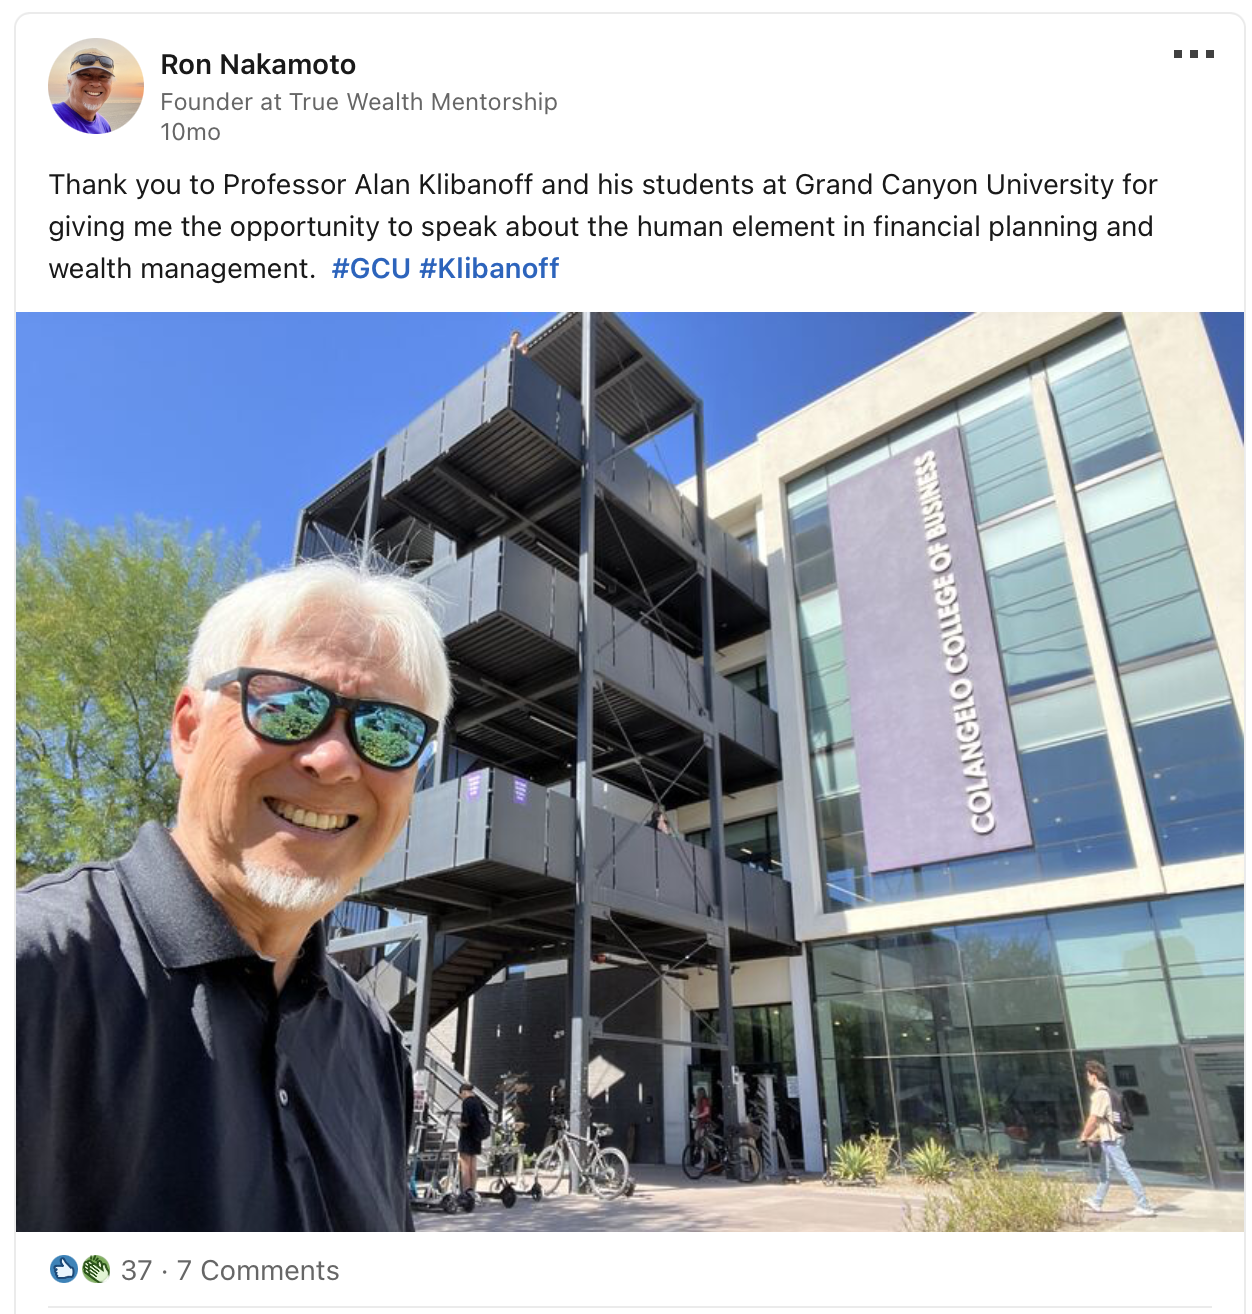 Ron Nakamoto
Founder at True Wealth Mentorship
10mo
Thank you to Professor Alan Klibanoff and his students at Grand Canyon University for
giving me the opportunity to speak about the human element in financial planning and
wealth management. #GCU #Klibanoff
COLANGELO COLLEGE OF BUSINESS
37 · 7 Comments